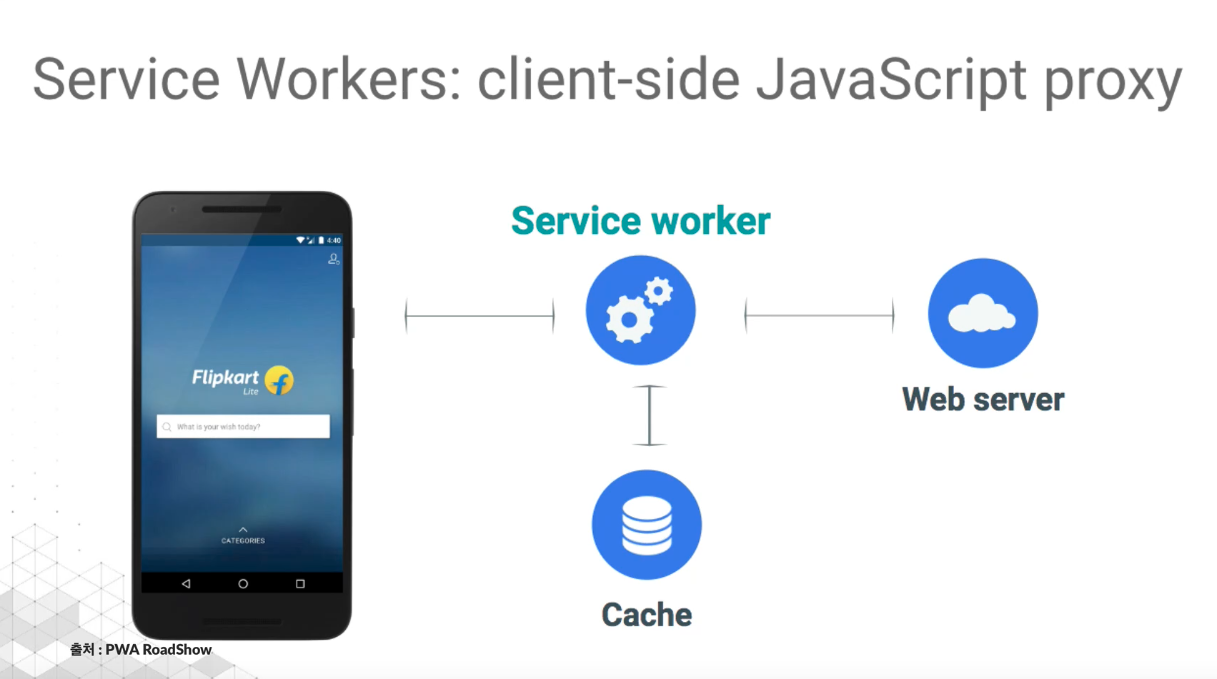 Service Workers: client-side JavaScript proxy
Service worker
4:40
Flipkart
Lite
What is your wish today?
CATEGORIES
Web server
Cache
출처 : PWA RoadShow